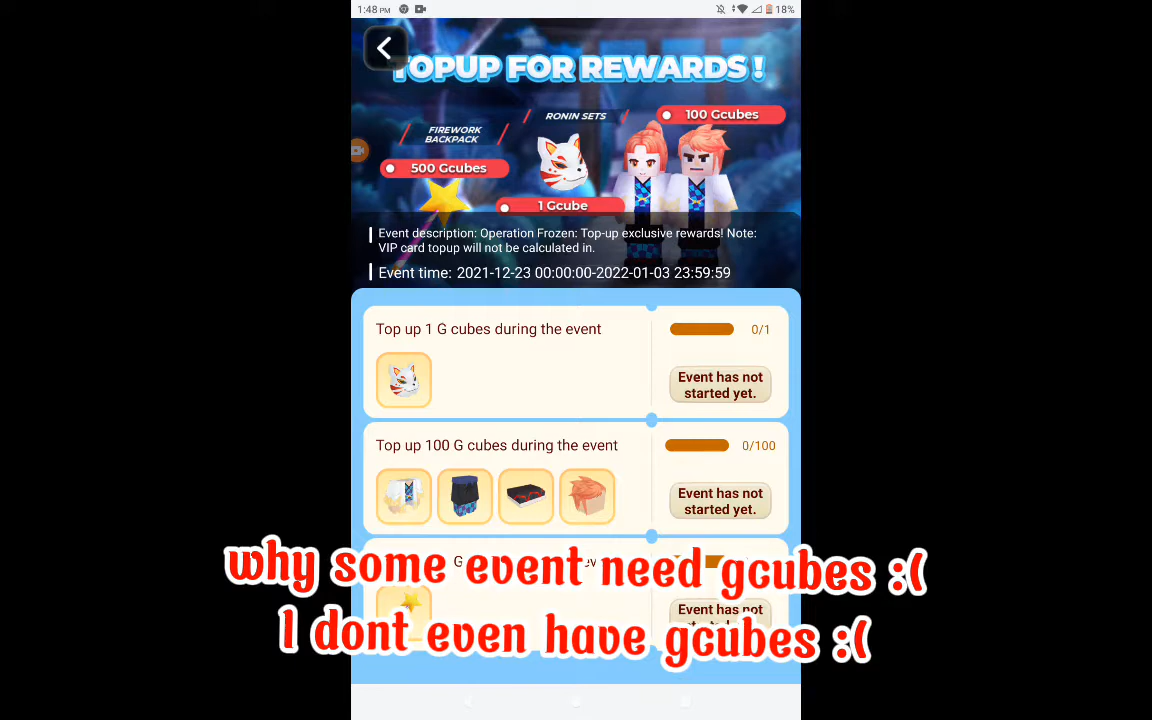 1:48 PM
18%
TOPUP FOR REWARDS !
RONIN SETS
100 Gcubes
FIREWORK
BACKPACK
500 Gcubes
1 Gcube
Event description: Operation Frozen: Top-up exclusive rewards! Note:
VIP card topup will not be calculated in.
Event time: 2021-12-23 00:00:00-2022-01-03 23:59:59
Top up 1 G cubes during the event
0/1
Event has not
started yet.
Top up 100 G cubes during the event
0/100
Event has not
started yet.
G
Event has not
why some event need gcubes :(
I dont even have gcubes :(